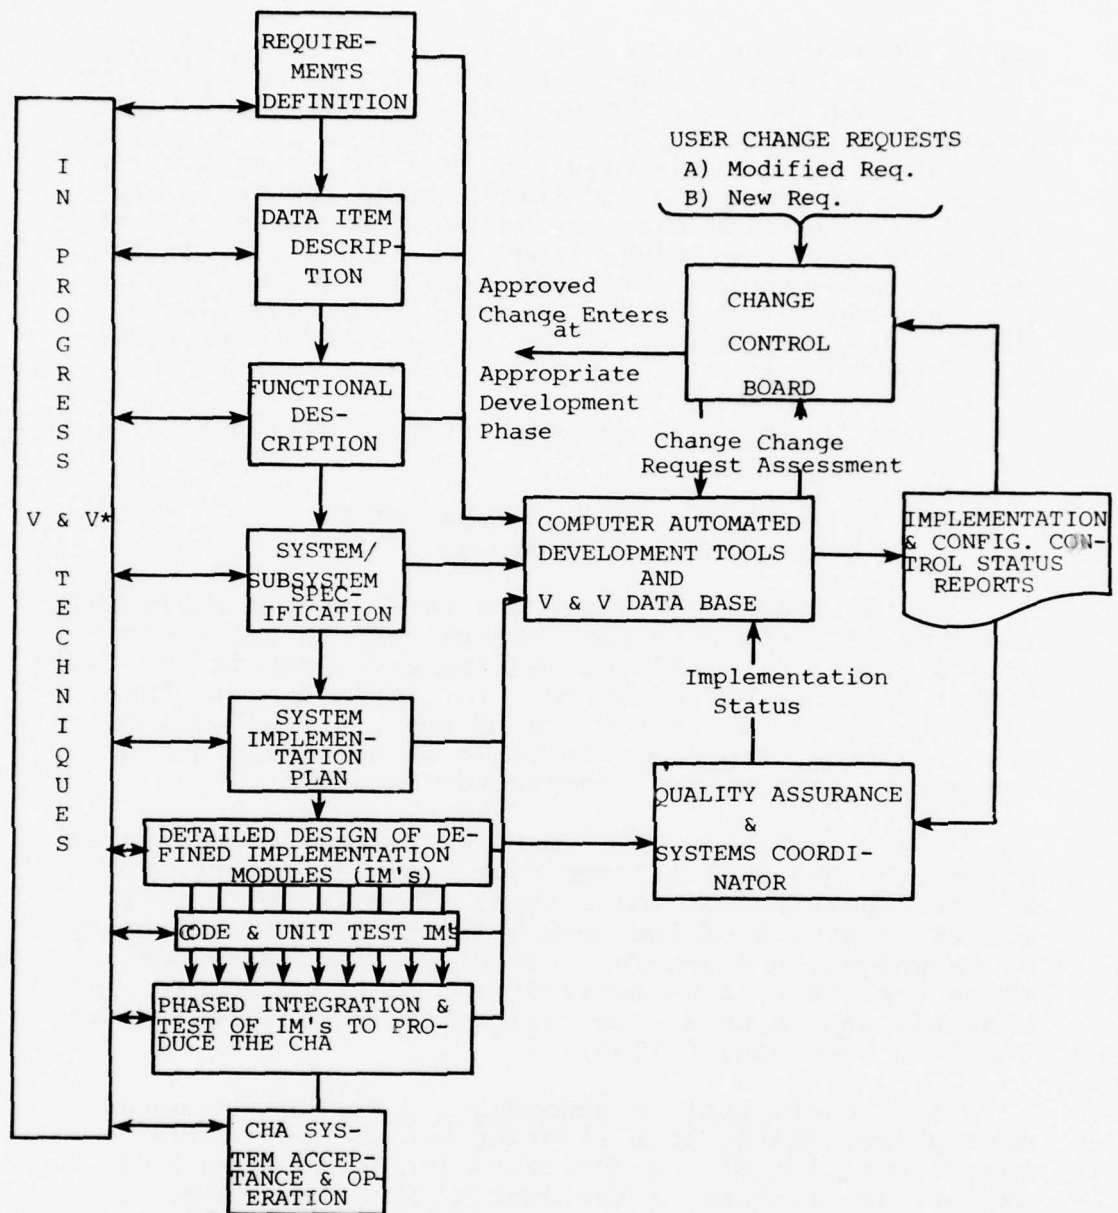 REQUIRE-
MENTS
DEFINITION
IN PROGRESS V & V* TECHNIQUES
DATA ITEM
DESCRIP-
TION
FUNCTIONAL
DES-
CRIPTION
SYSTEM/
SUBSYSTEM
SPEC-
IFICATION
SYSTEM
IMPLEMEN-
TATION
PLAN
DETAILED DESIGN OF DE-
FINED IMPLEMENTATION
MODULES (IM's)
CODE & UNIT TEST IM's
PHASED INTEGRATION &
TEST OF IM's TO PRO-
DUCE THE CHA
CHA SYS-
TEM ACCEP-
TANCE & OP-
ERATION
USER CHANGE REQUESTS
A) Modified Req.
B) New Req.
CHANGE
CONTROL
BOARD
Approved
Change Enters
at
Appropriate
Development
Phase
Change
Request
Change
Assessment
COMPUTER AUTOMATED
DEVELOPMENT TOOLS
AND
V & V DATA BASE
IMPLEMENTATION
& CONFIG. CON-
TROL STATUS
REPORTS
Implementation
Status
QUALITY ASSURANCE
&
SYSTEMS COORDI-
NATOR